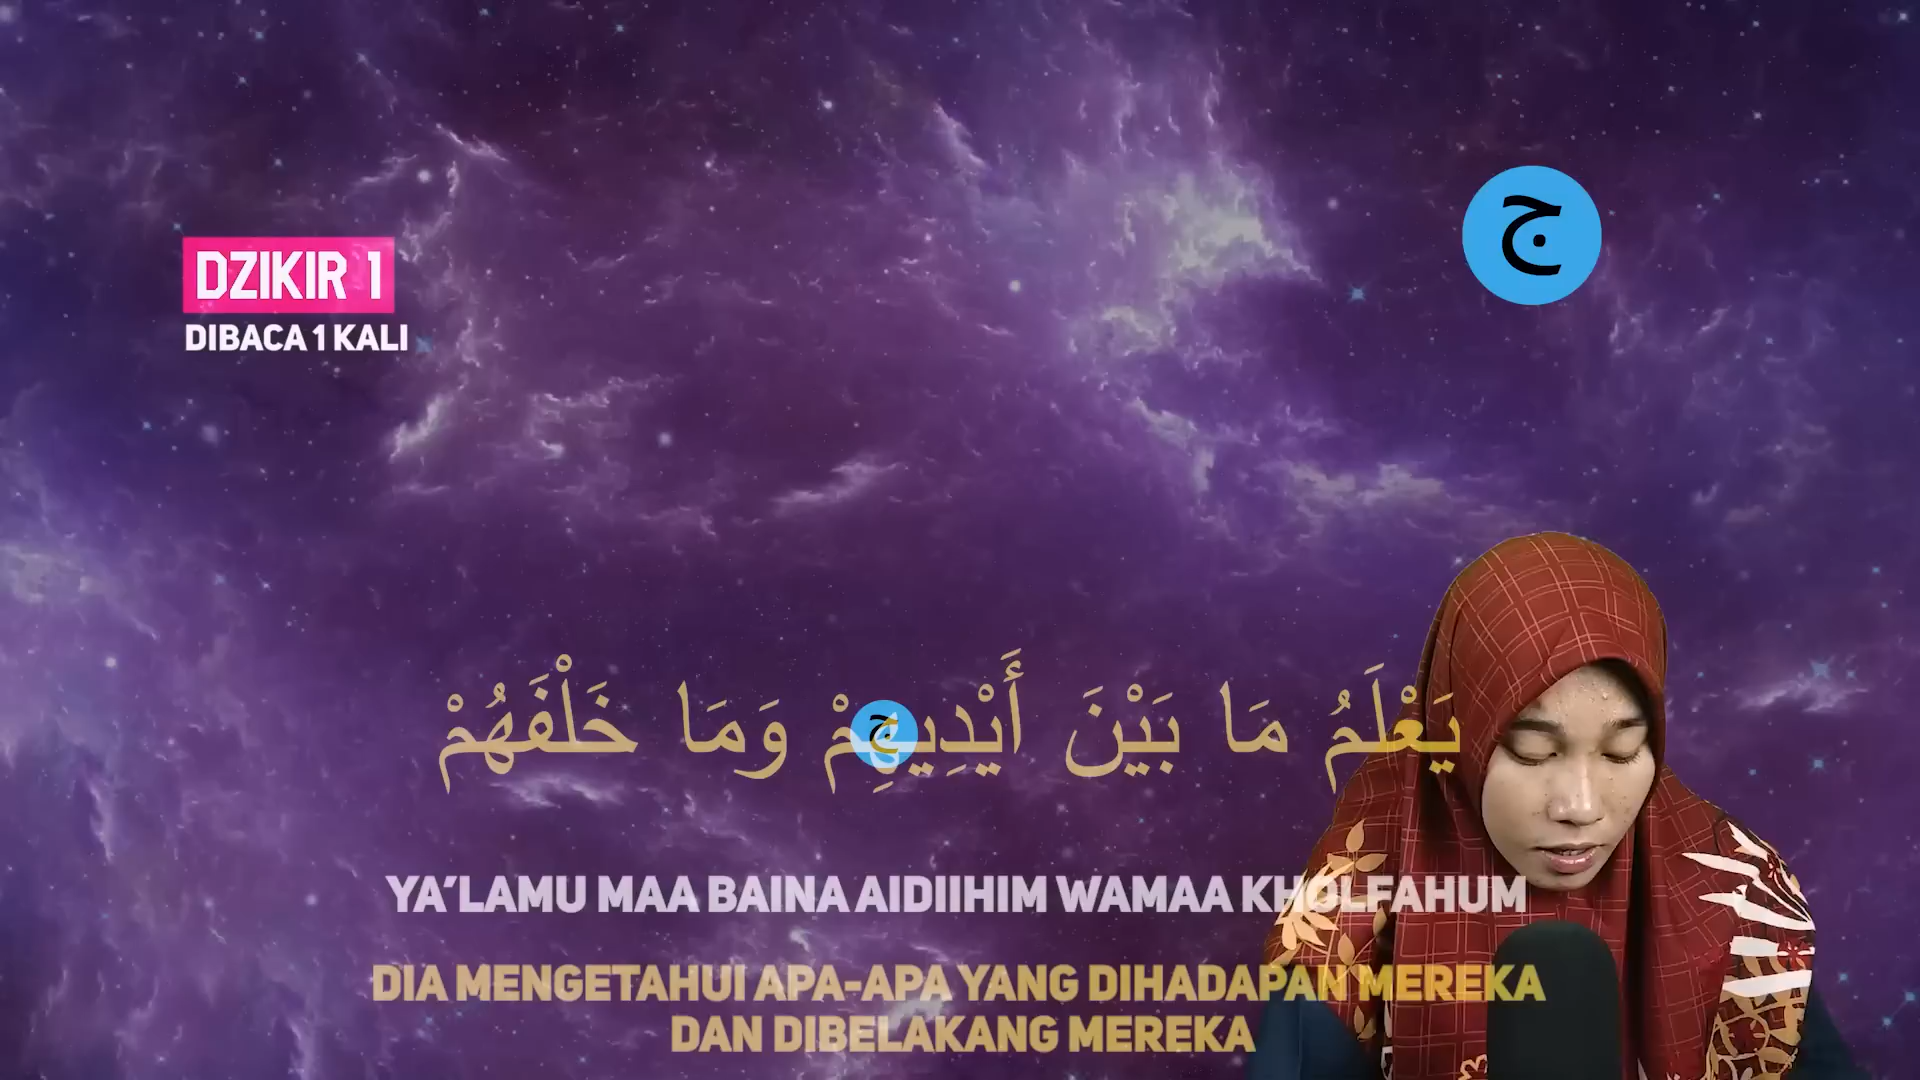 DZIKIR 1
DIBACA 1 KALI
ج
يَعْلَمُ مَا بَيْنَ أَيْدِيهِمْ وَمَا خَلْفَهُمْ
ج
YA'LAMU MAA BAINA AIDIIHIM WAMAA KHOLFAHUM
DIA MENGETAHUI APA-APA YANG DIHADAPAN MEREKA
DAN DIBELAKANG MEREKA